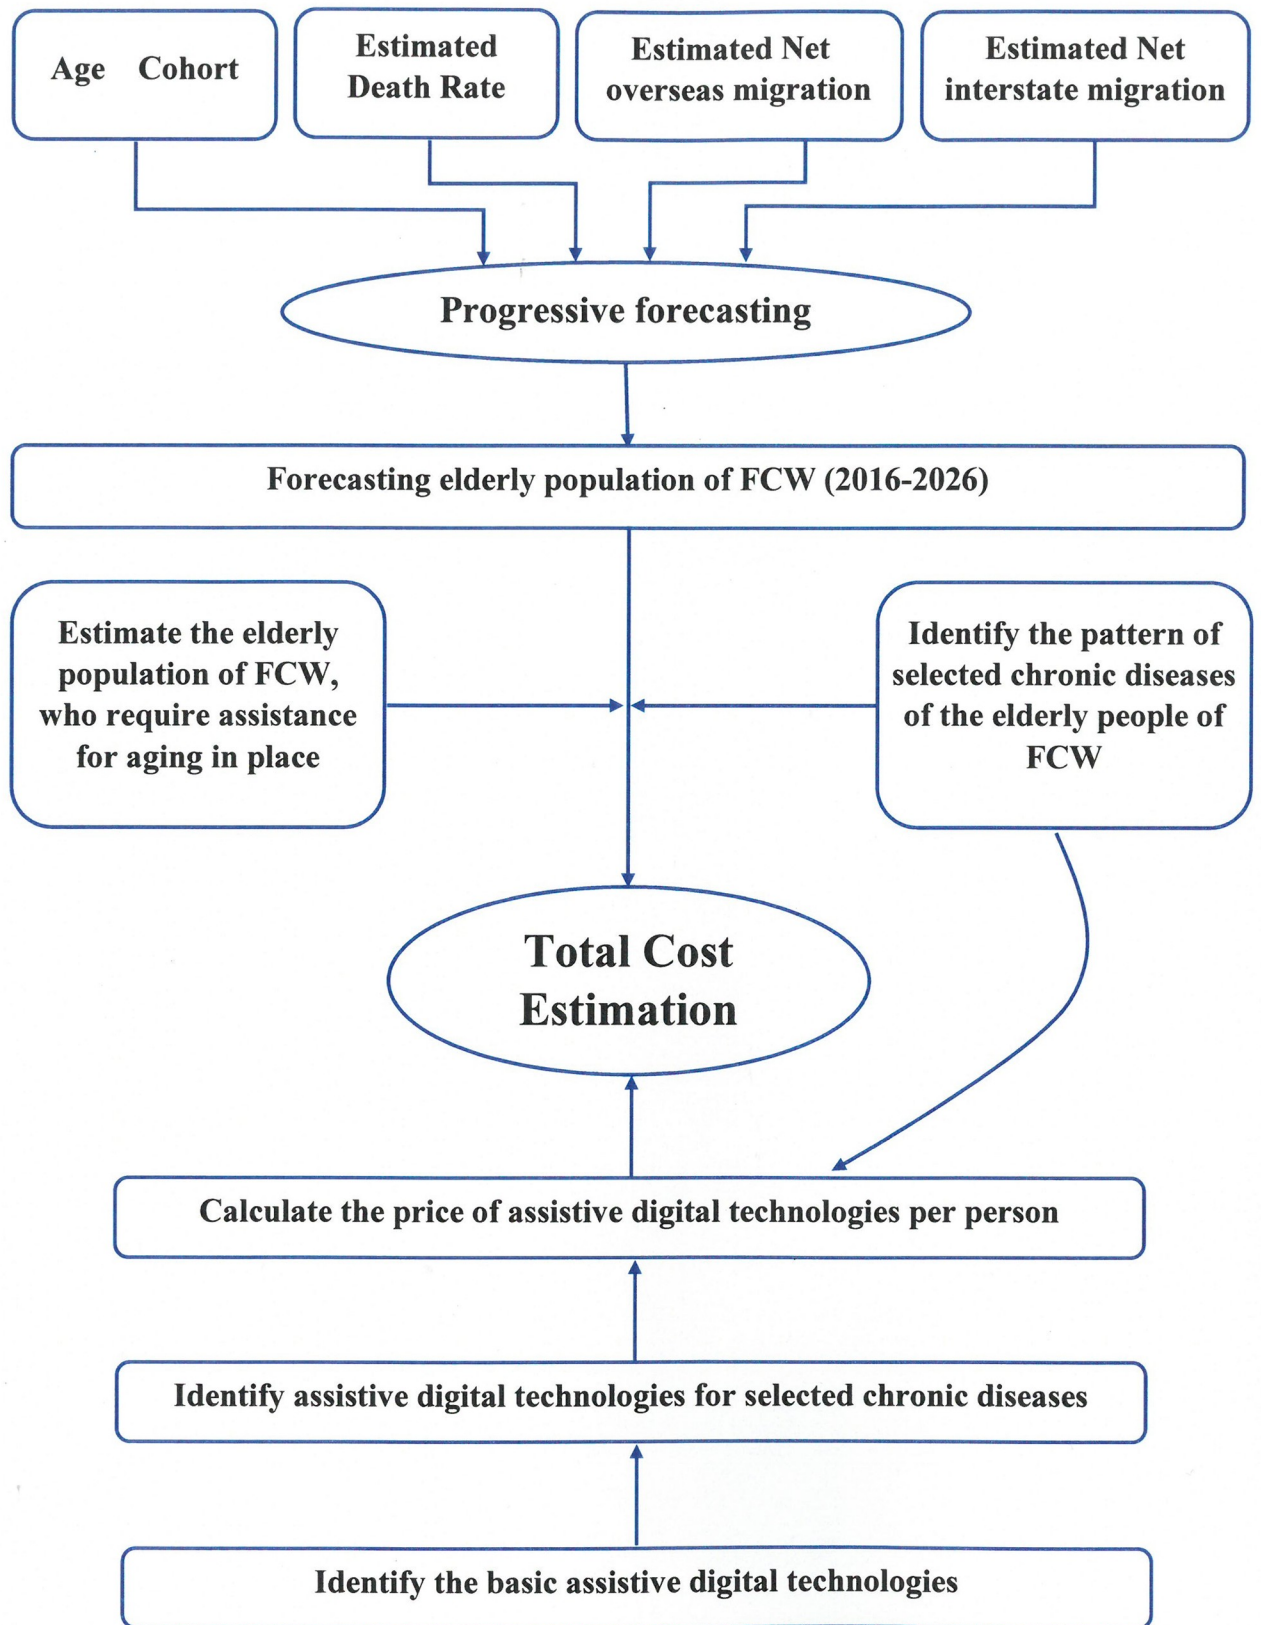 Age Cohort
Estimated
Death Rate
Estimated Net
overseas migration
Estimated Net
interstate migration
Progressive forecasting
Forecasting elderly population of FCW (2016-2026)
Estimate the elderly
population of FCW,
who require assistance
for aging in place
Identify the pattern of
selected chronic diseases
of the elderly people of
FCW
Total Cost
Estimation
Calculate the price of assistive digital technologies per person
Identify assistive digital technologies for selected chronic diseases
Identify the basic assistive digital technologies